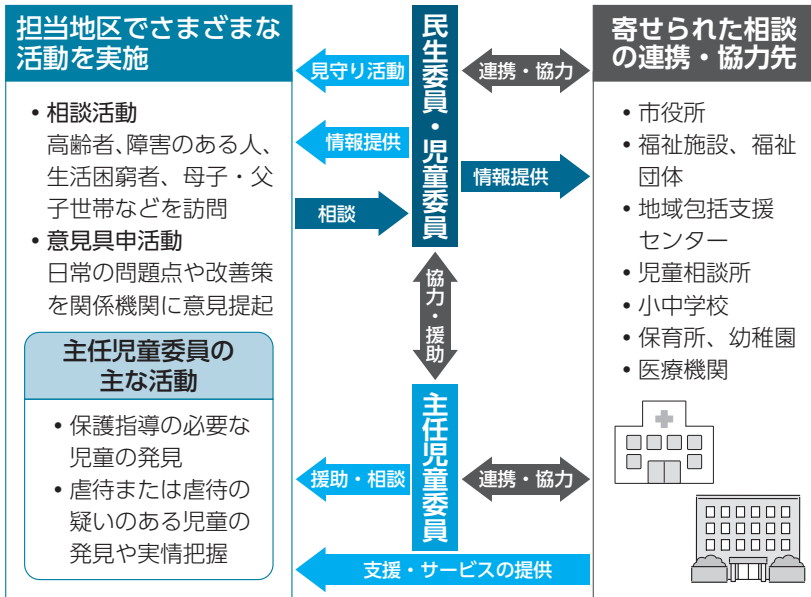 担当地区でさまざまな
活動を実施
• 相談活動
高齢者、障害のある人、
生活困窮者、母子・父
子世帯などを訪問
• 意見具申活動
日常の問題点や改善策
を関係機関に意見提起
主任児童委員の
主な活動
• 保護指導の必要な
児童の発見
• 虐待または虐待の
疑いのある児童の
発見や実情把握
見守り活動
情報提供
相談
民生委員・児童委員
連携・協力
情報提供
協力・援助
主任児童委員
援助・相談
連携・協力
支援・サービスの提供
寄せられた相談
の連携・協力先
• 市役所
• 福祉施設、福祉
団体
• 地域包括支援
センター
• 児童相談所
• 小中学校
• 保育所、幼稚園
• 医療機関